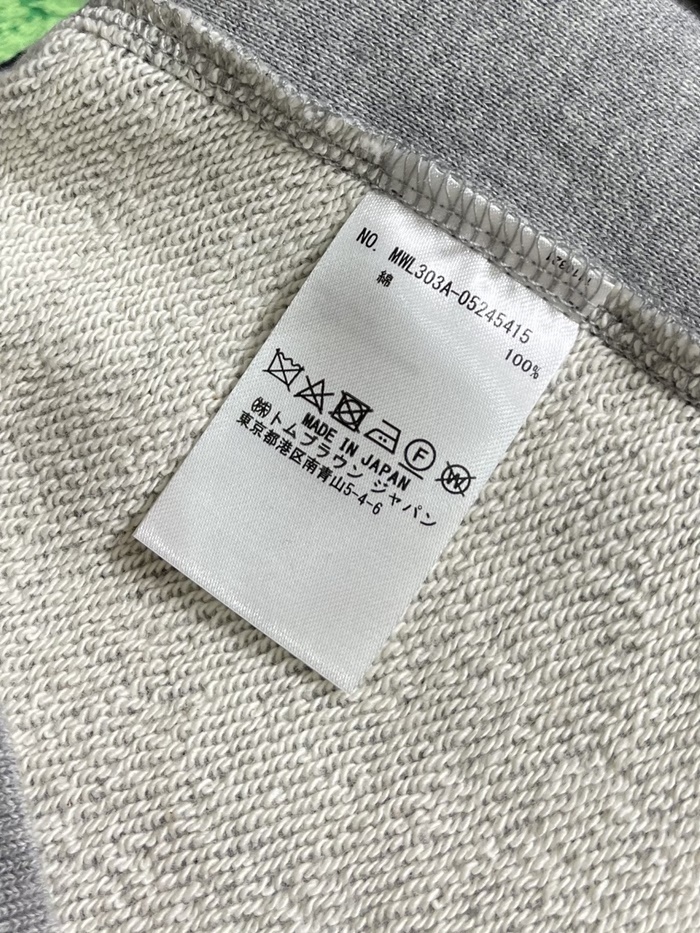 NO. MWL303A-05245415
綿 100%
MADE IN JAPAN
㈱トムブラウン ジャパン
東京都港区南青山5-4-6